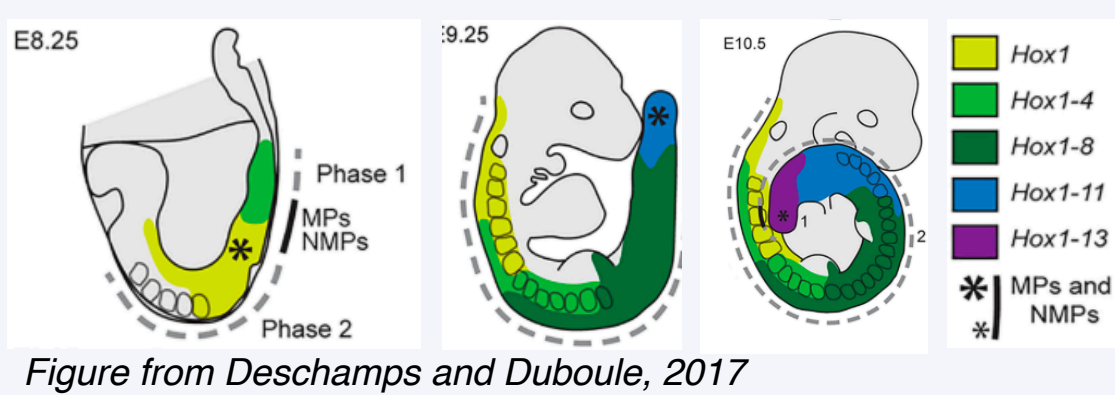 E8.25
Phase 1
MPs
NMPs
Phase 2
:9.25
E10.5
1
2
Hox1
Hox1-4
Hox1-8
Hox1-11
Hox1-13
MPs and
NMPs
Figure from Deschamps and Duboule, 2017